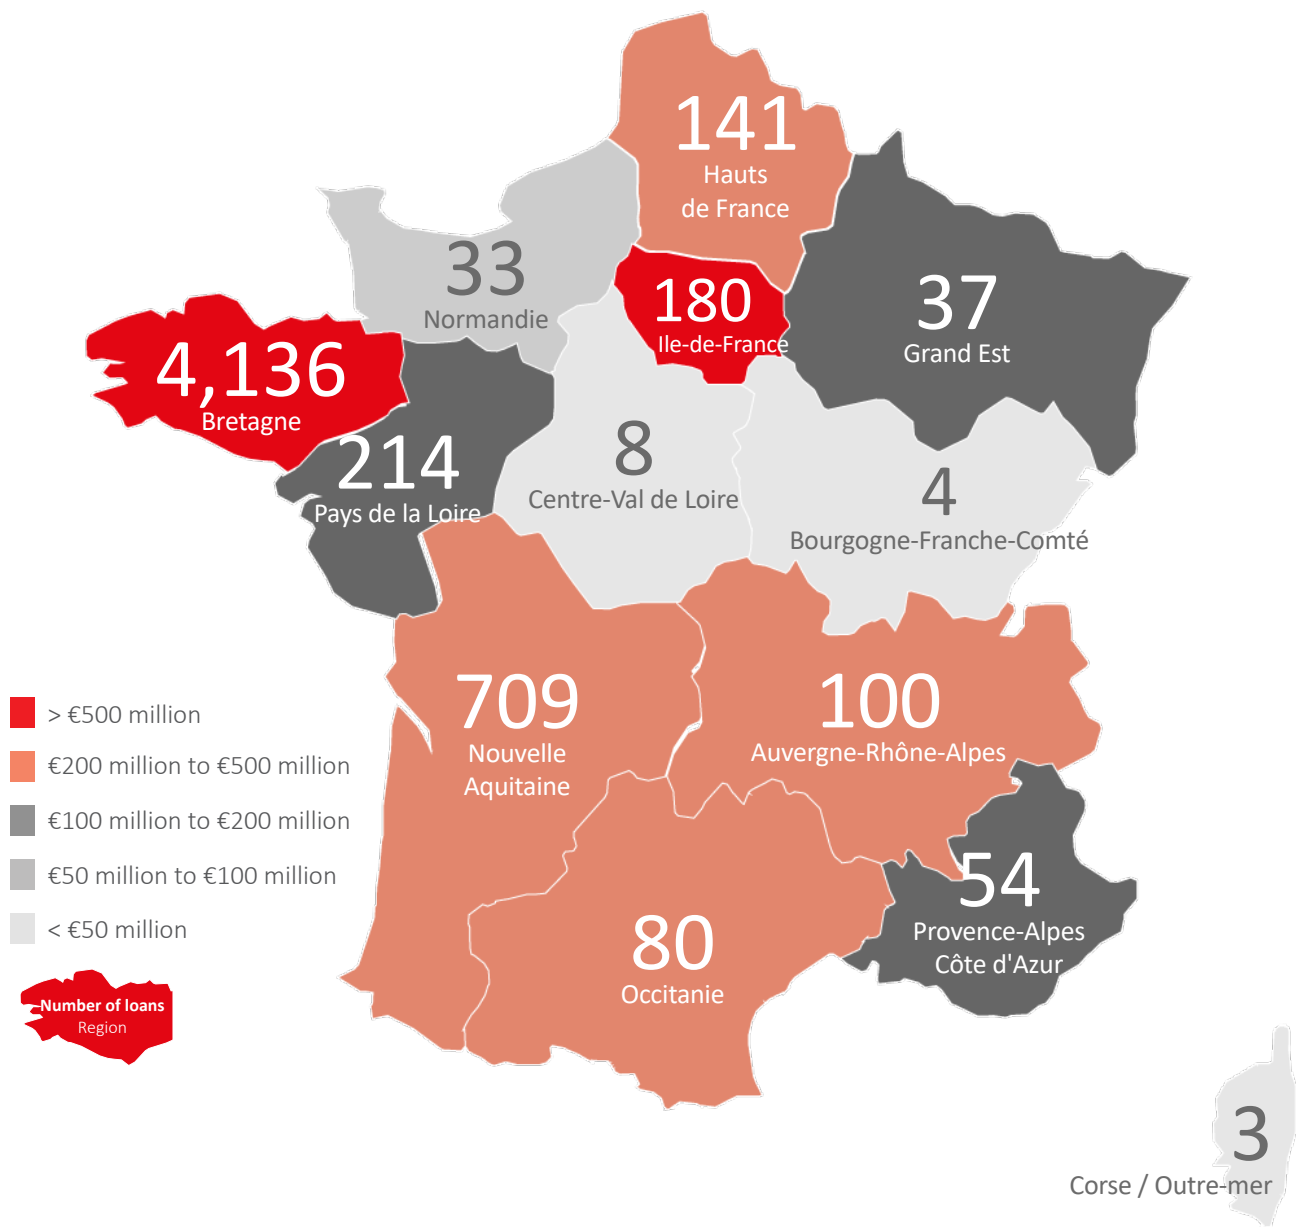 141
Hauts
de France
33
Normandie
180
Ile-de-France
37
Grand Est
4,136
Bretagne
214
Pays de la Loire
8
Centre-Val de Loire
4
Bourgogne-Franche-Comté
709
Nouvelle
Aquitaine
100
Auvergne-Rhône-Alpes
54
Provence-Alpes
Côte d'Azur
80
Occitanie
3
Corse / Outre-mer
> €500 million
€200 million to €500 million
€100 million to €200 million
€50 million to €100 million
< €50 million
Number of loans
Region